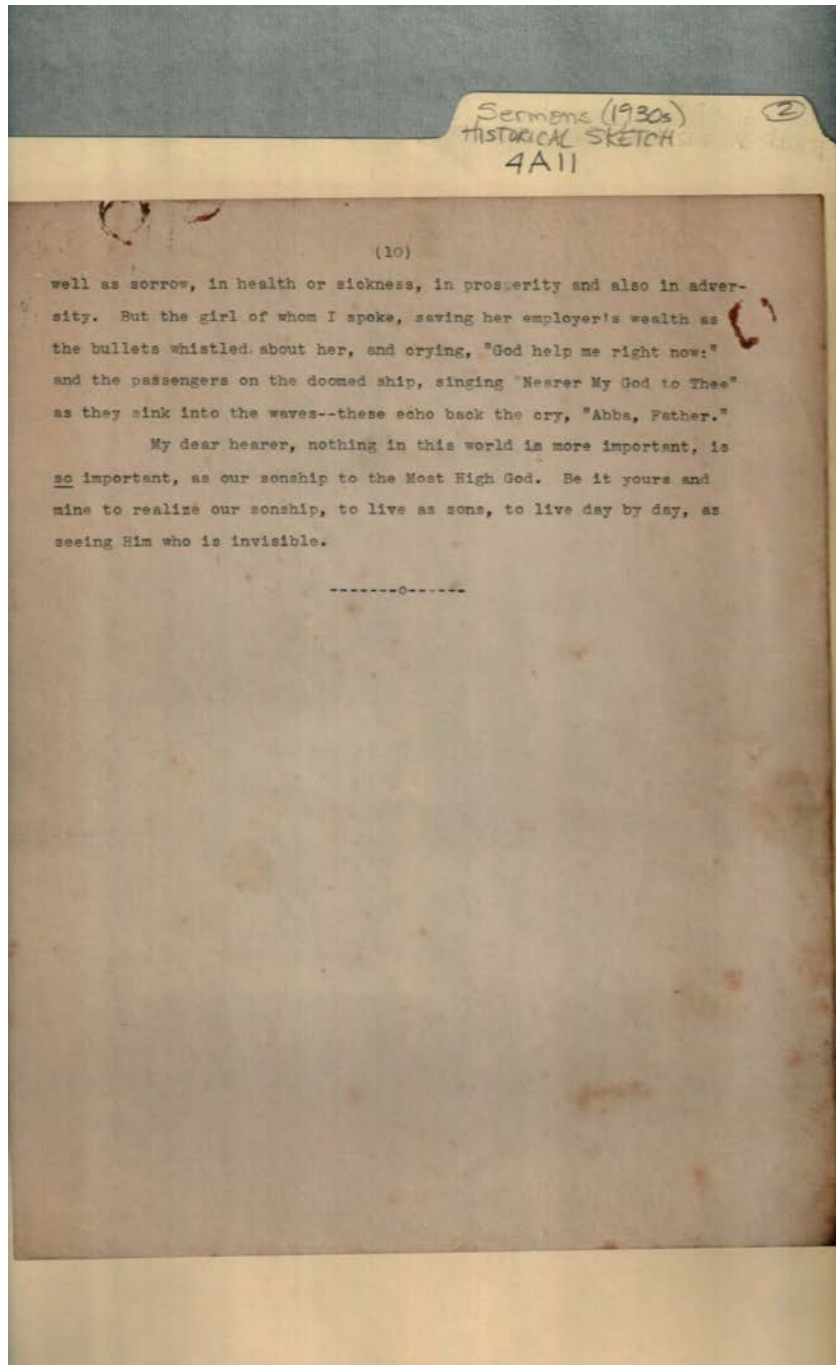 Sermons (1930s) 2
HISTORICAL SKETCH
4A11
(10)
well as sorrow, in health or sickness, in prosperity and also in adver-
sity. But the girl of whom I spoke, saving her employer's wealth as
the bullets whistled about her, and crying, "God help me right now:"
and the passengers on the doomed ship, singing "Nearer My God to Thee"
as they sink into the waves--these echo back the cry, "Abba, Father."
My dear hearer, nothing in this world is more important, is
so important, as our sonship to the Most High God. Be it yours and
mine to realize our sonship, to live as sons, to live day by day, as
seeing Him who is invisible.
-------o------